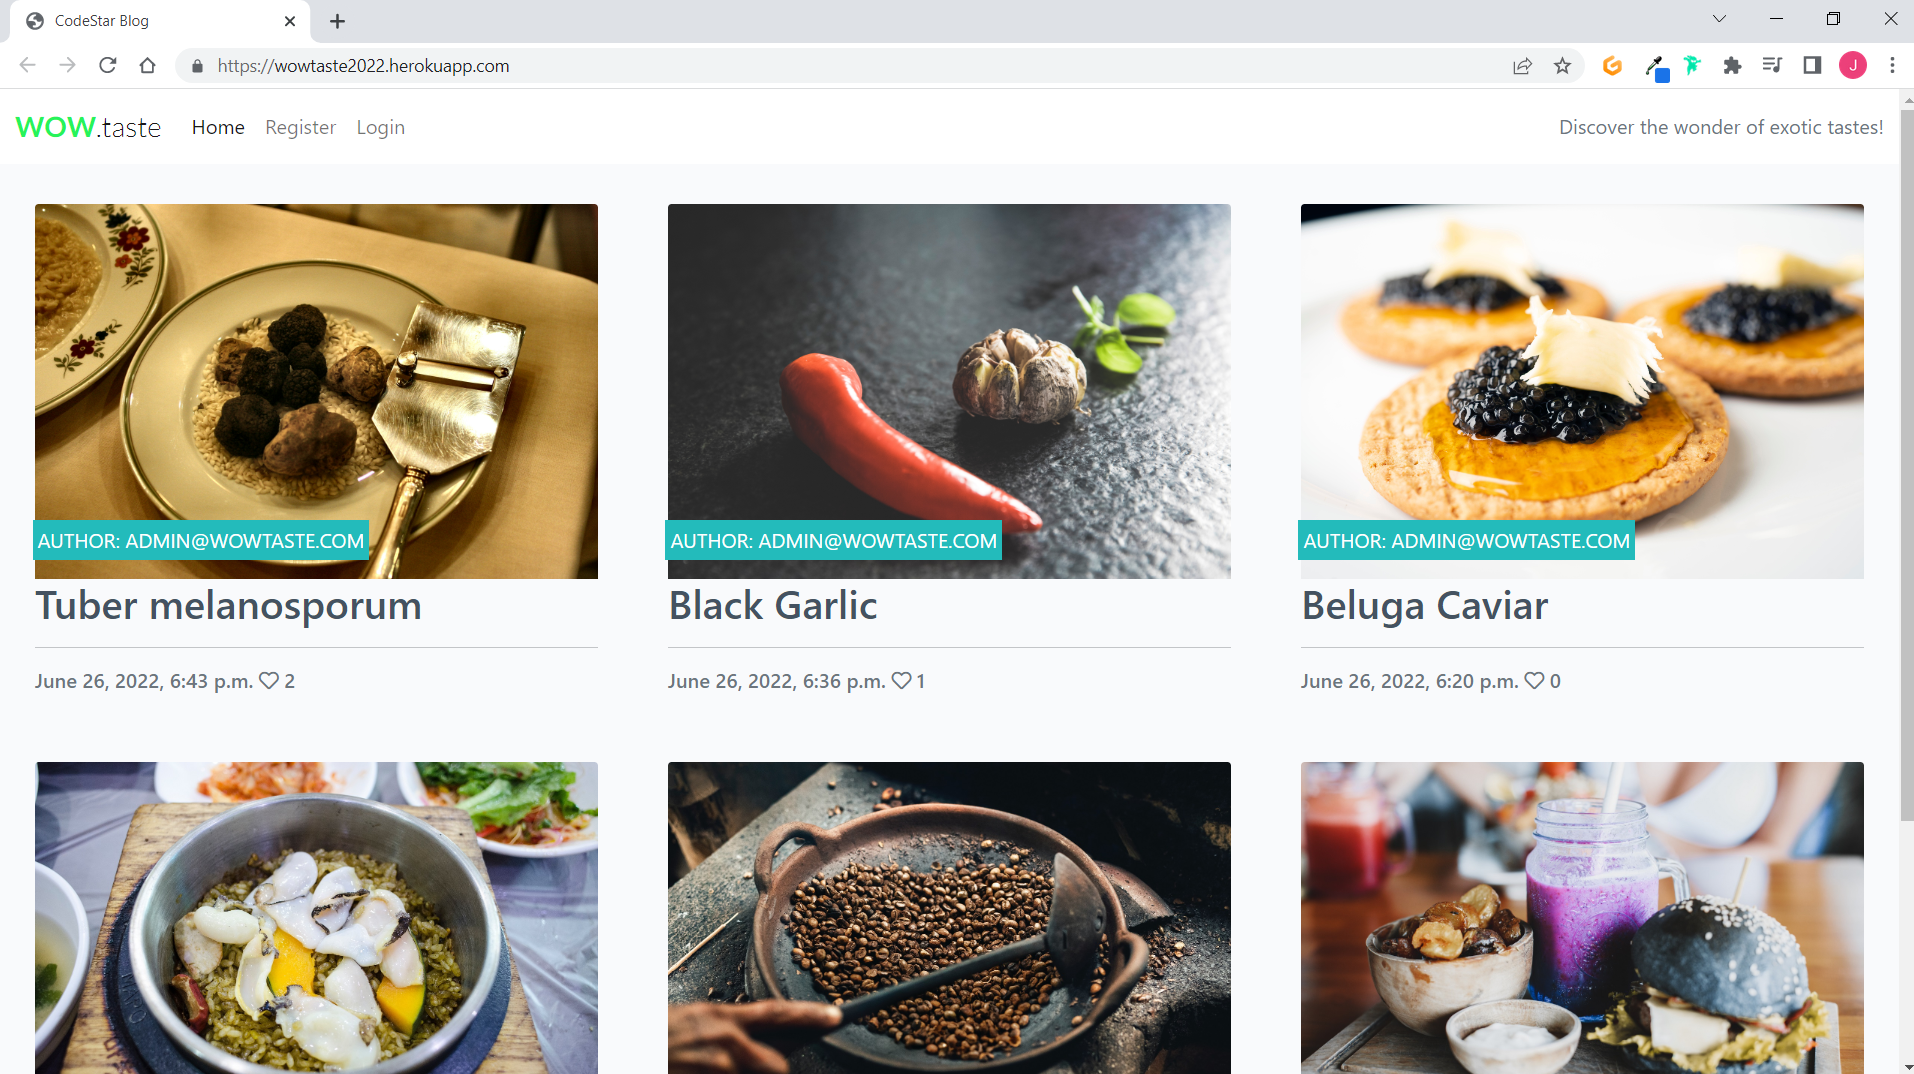 CodeStar Blog
https://wowtaste2022.herokuapp.com
J
WOW.taste
Home Register Login
Discover the wonder of exotic tastes!
AUTHOR: ADMIN@WOWTASTE.COM
Tuber melanosporum
June 26, 2022, 6:43 p.m. 2
AUTHOR: ADMIN@WOWTASTE.COM
Black Garlic
June 26, 2022, 6:36 p.m. 1
AUTHOR: ADMIN@WOWTASTE.COM
Beluga Caviar
June 26, 2022, 6:20 p.m. 0